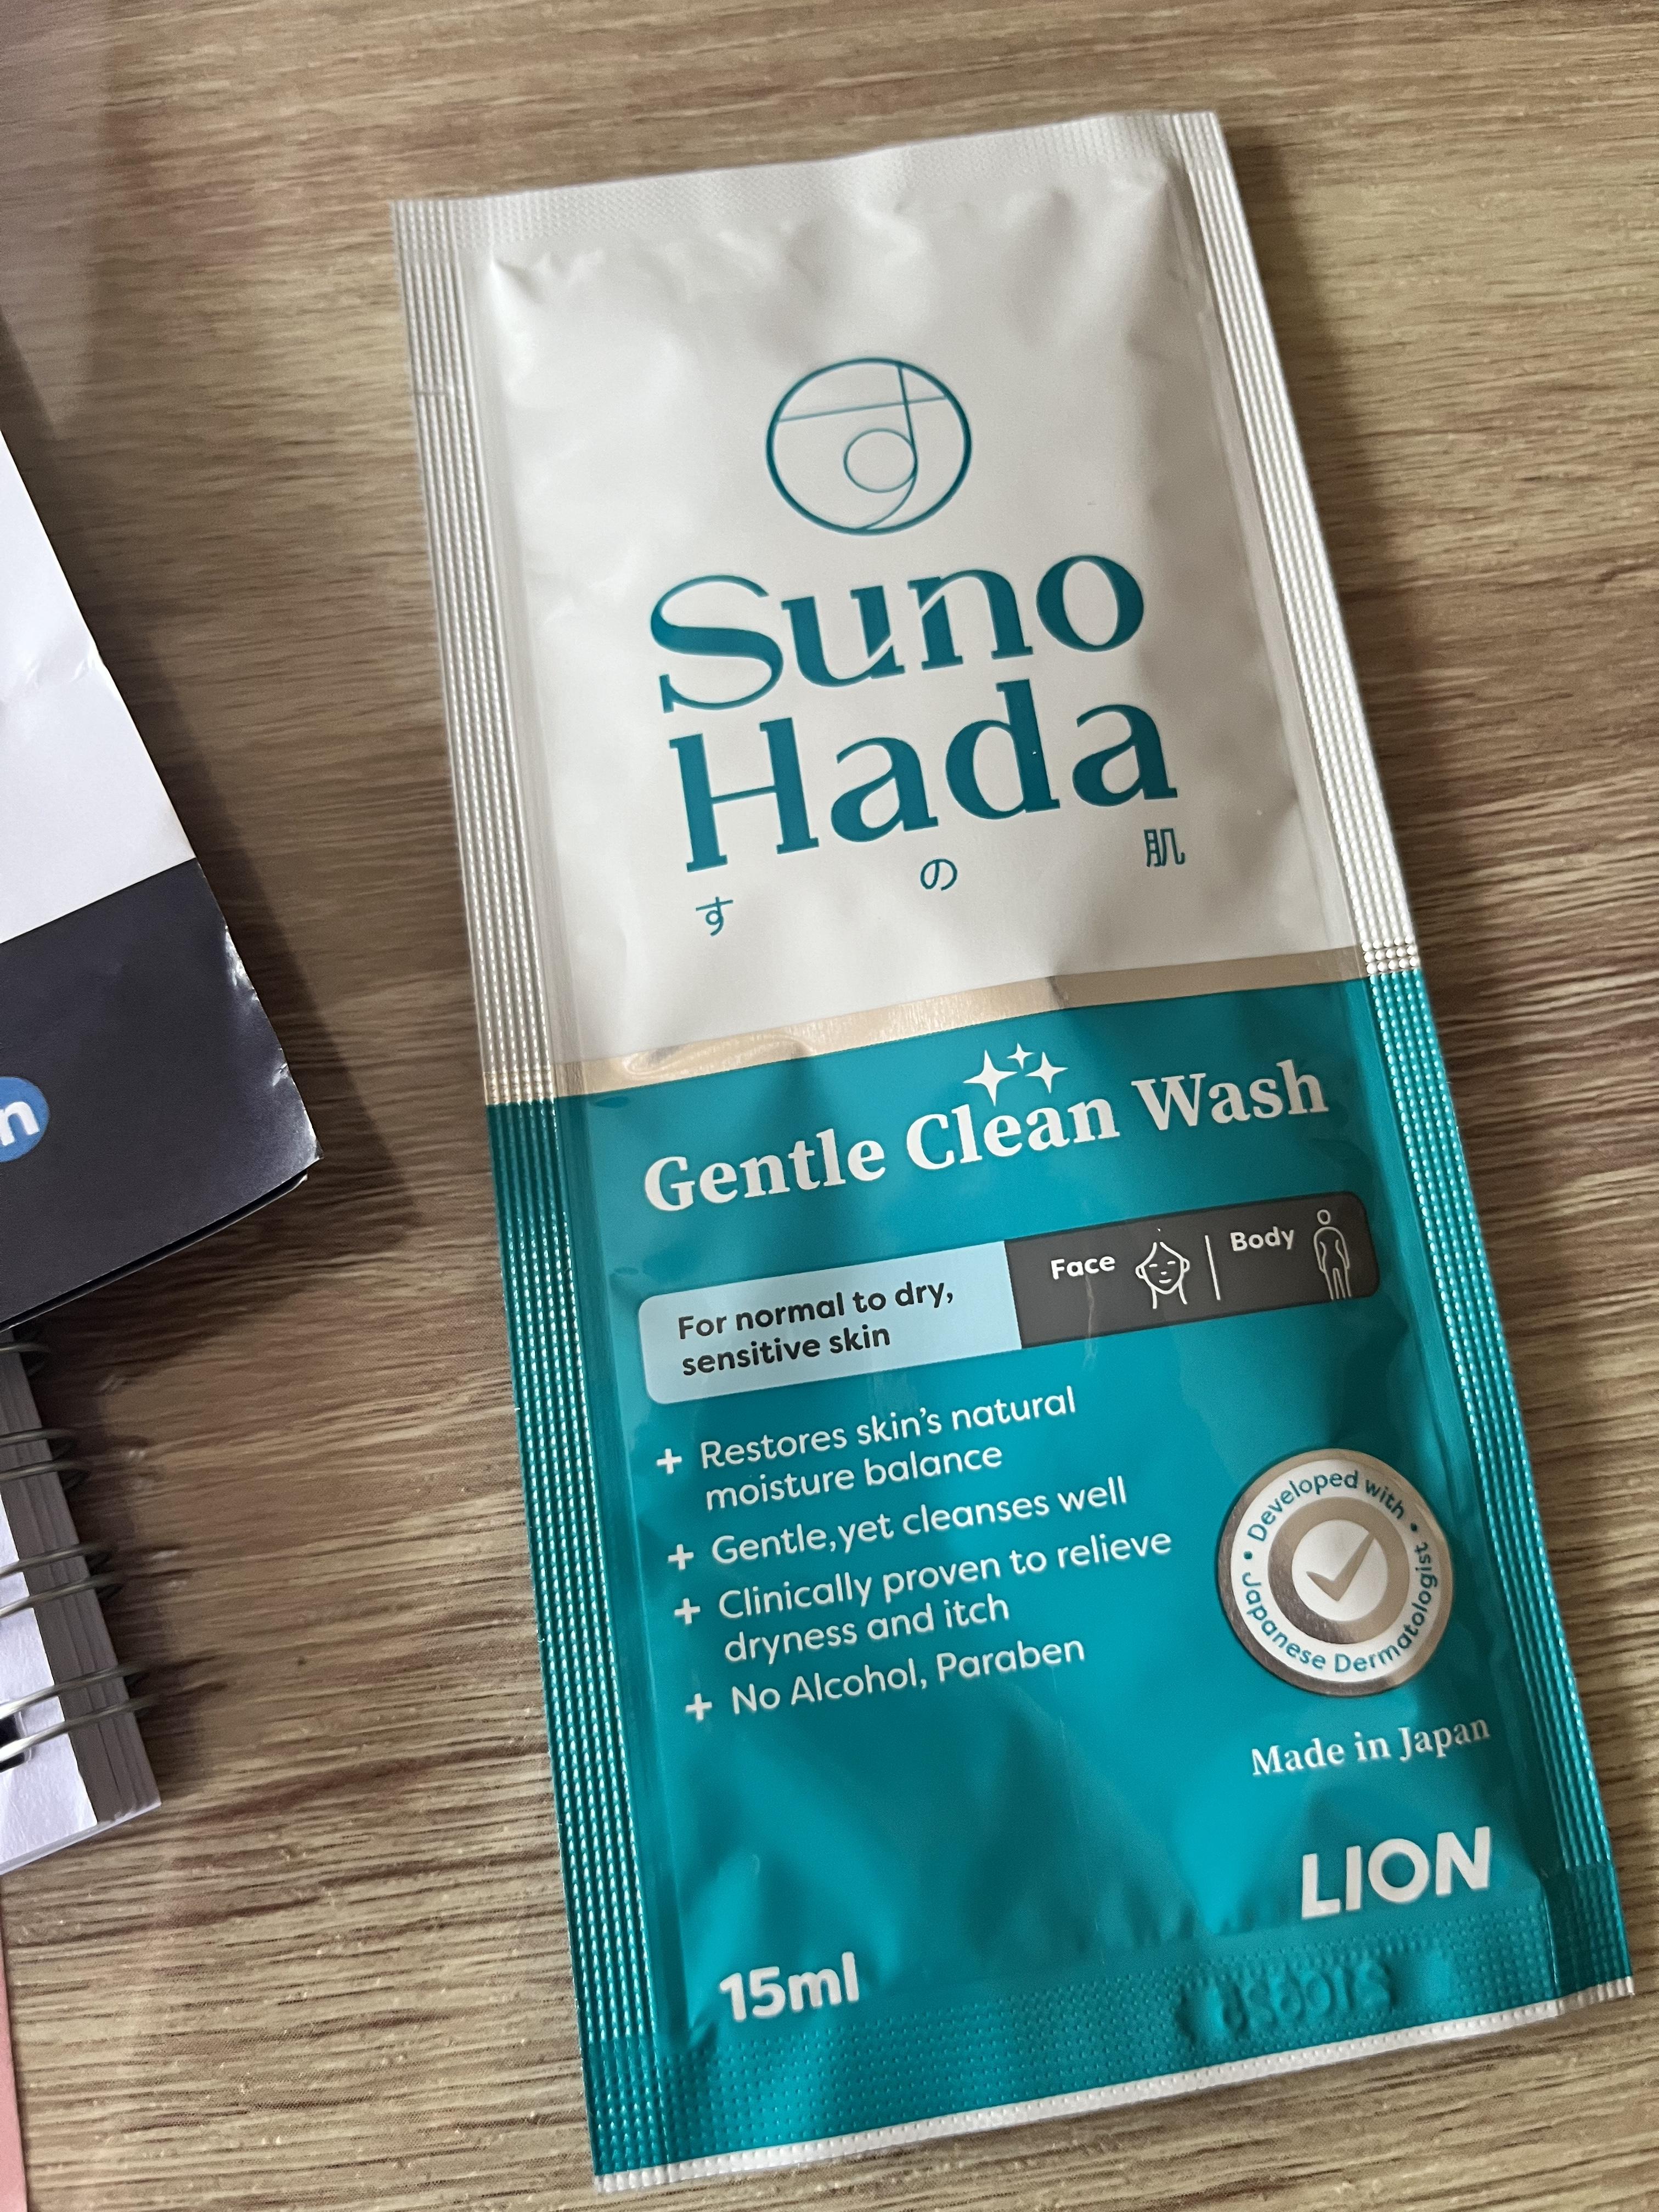 Suno
Hada
す の 肌
Gentle Clean Wash
For normal to dry,
sensitive skin
Face
Body
+ Restores skin's natural
moisture balance
+ Gentle,yet cleanses well
+ Clinically proven to relieve
dryness and itch
+ No Alcohol, Paraben
• Developed with •
Japanese Dermatologist
Made in Japan
LION
15ml
n